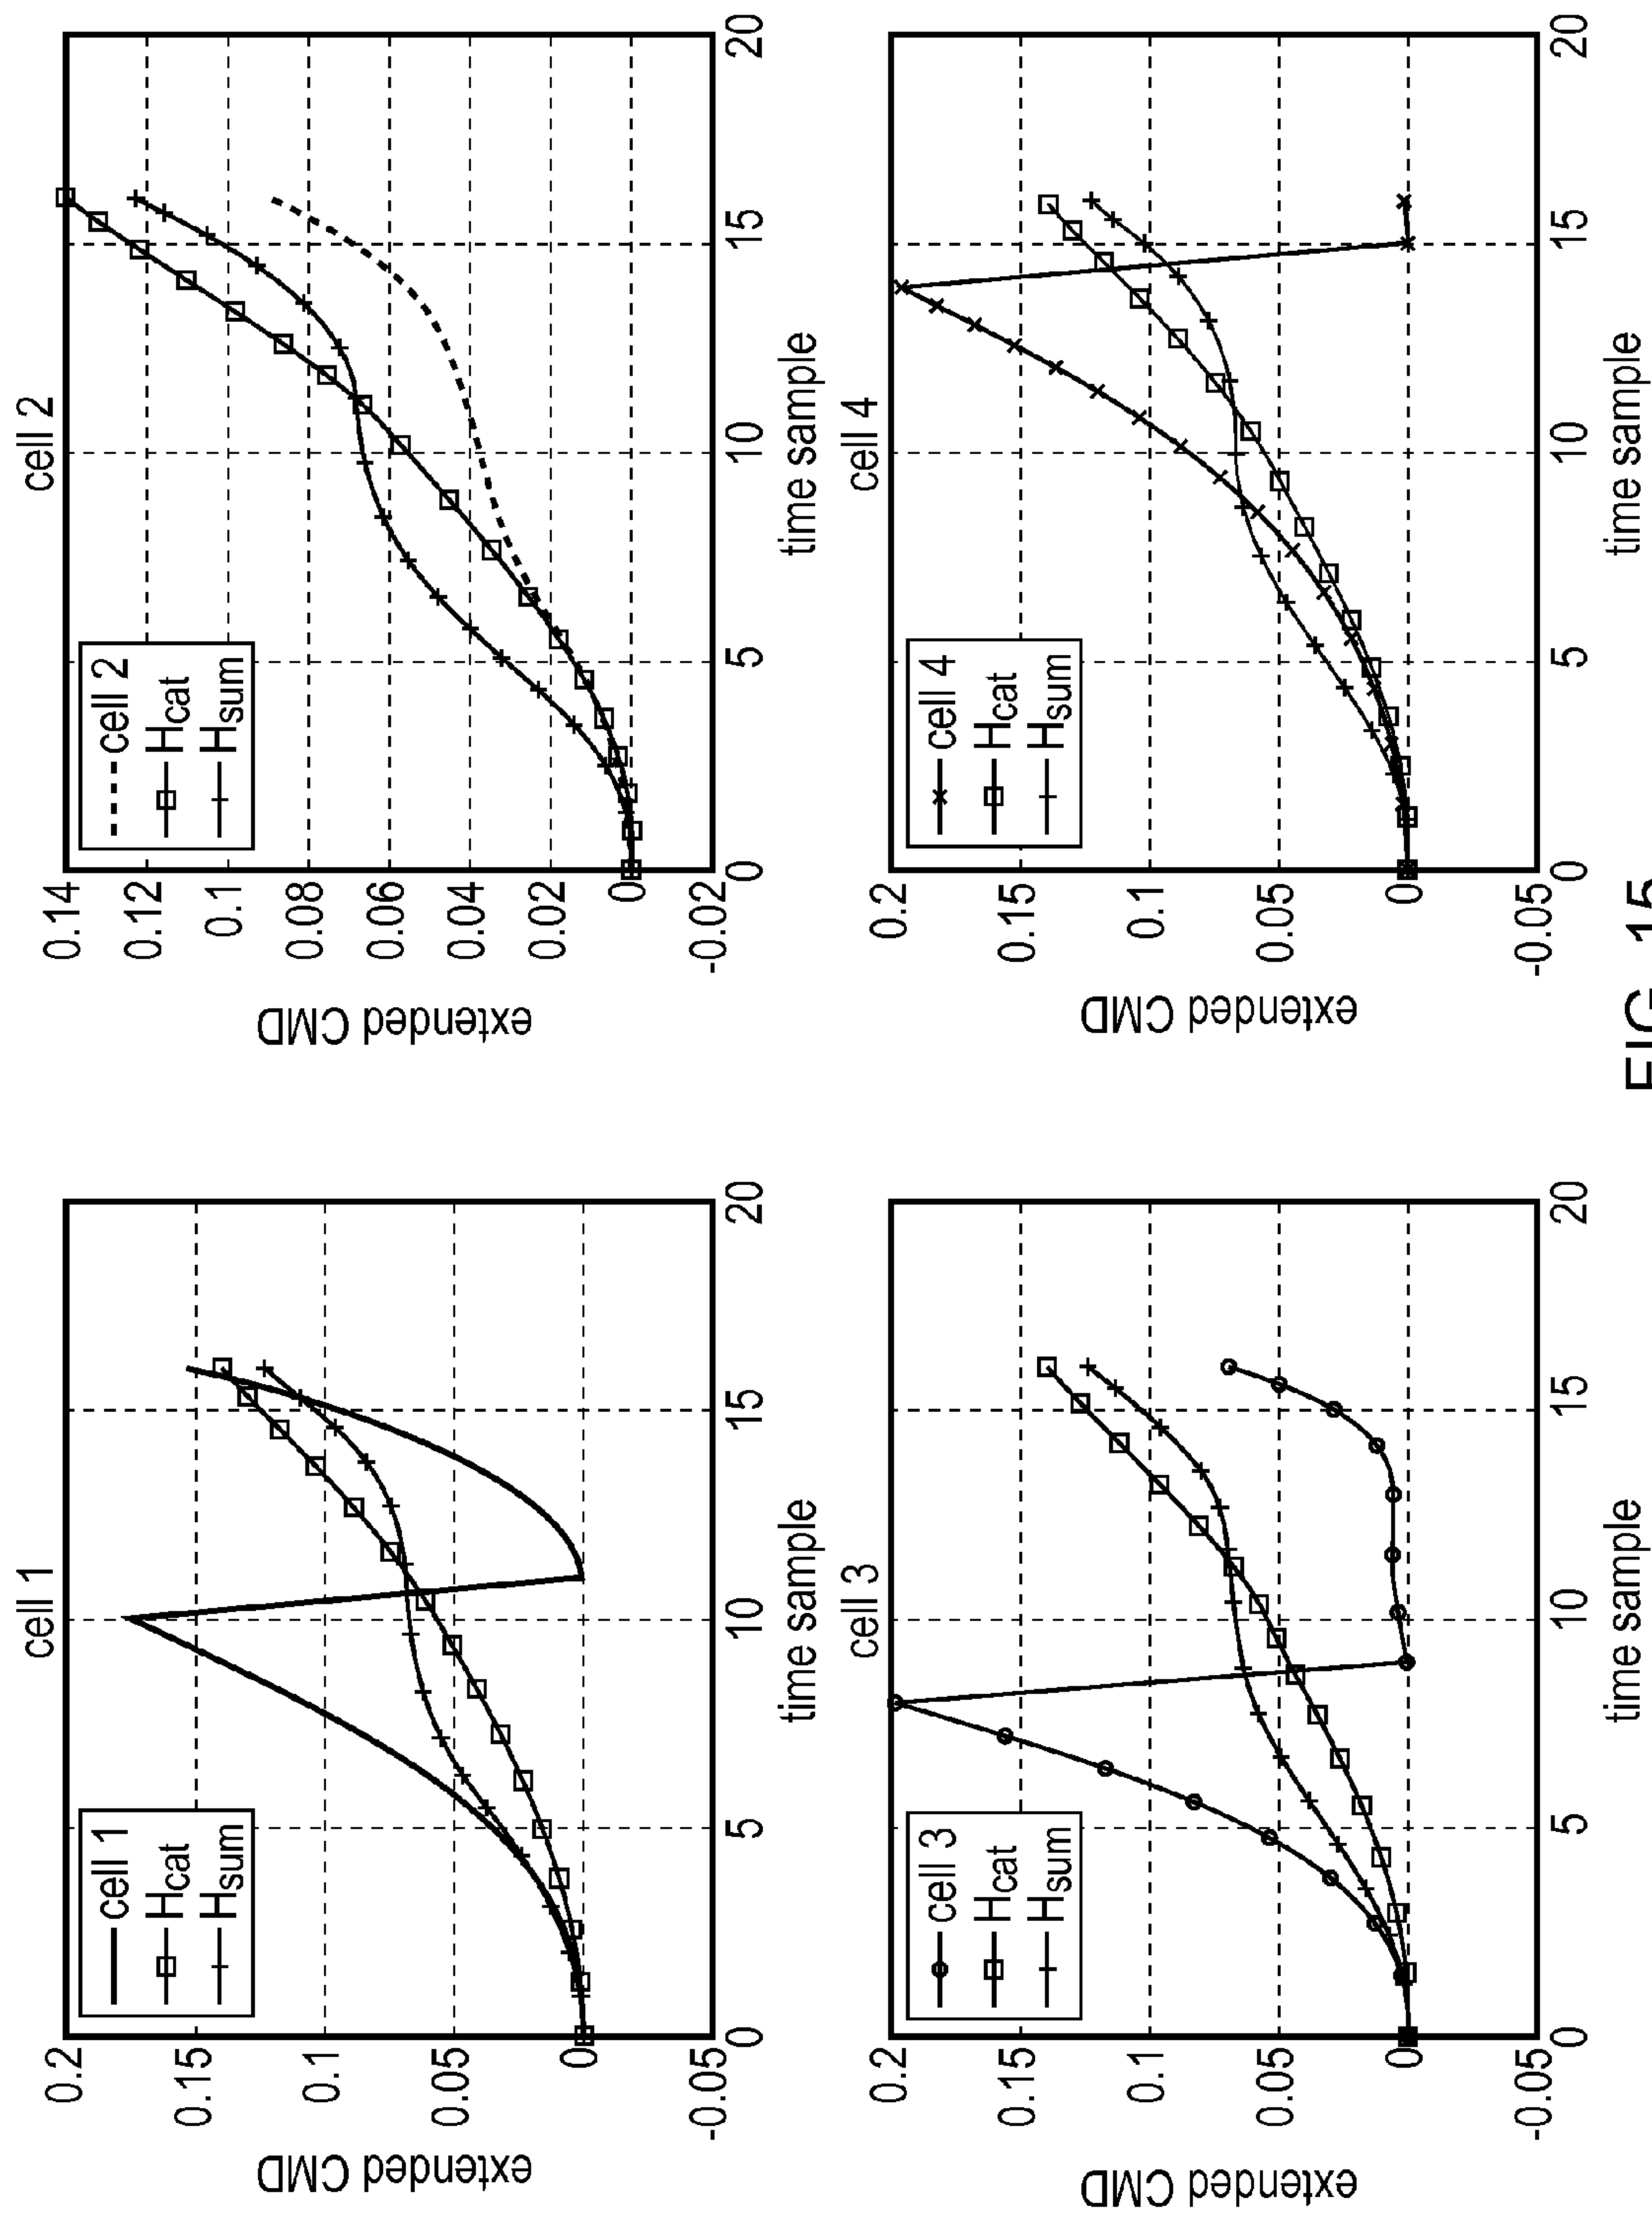 cell 1
extended CMD
0.2
0.15
0.1
0.05
0
-0.05
cell 1
Hcat
Hsum
0 5 10 15 20
time sample
cell 2
extended CMD
0.14
0.12
0.1
0.08
0.06
0.04
0.02
0
-0.02
cell 2
Hcat
Hsum
0 5 10 15 20
time sample
cell 3
extended CMD
0.2
0.15
0.1
0.05
0
-0.05
cell 3
Hcat
Hsum
0 5 10 15 20
time sample
cell 4
extended CMD
0.2
0.15
0.1
0.05
0
-0.05
cell 4
Hcat
Hsum
0 5 10 15 20
time sample
FIG. 15